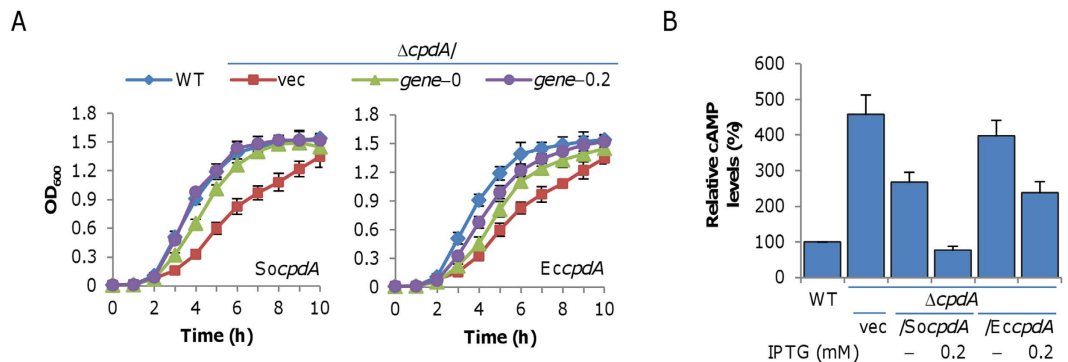 A
ΔcpdA/
WT vec gene–0 gene–0.2
OD600
1.8
1.5
1.2
0.9
0.6
0.3
0
0 2 4 6 8 10
Time (h)
SocpdA
1.8
1.5
1.2
0.9
0.6
0.3
0
0 2 4 6 8 10
Time (h)
EccpdA
B
Relative cAMP
levels (%)
600
500
400
300
200
100
0
WT
ΔcpdA
vec /SocpdA /EccpdA
IPTG (mM) – 0.2 – 0.2